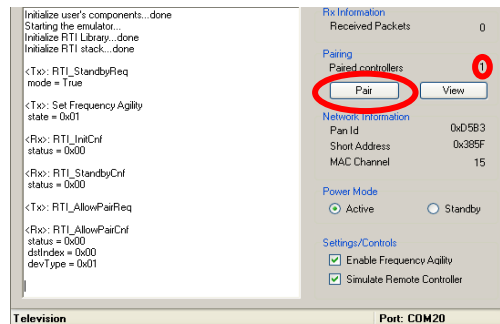 Initialize user's components...done
Starting the emulator...
Initialize RTI Library...done
Initialize RTI stack...done
<Tx>: RTI_StandbyReq
mode = True
<Tx>: Set Frequency Agility
state = 0x01
<Rx>: RTI_InitCnf
status = 0x00
<Rx>: RTI_StandbyCnf
status = 0x00
<Tx>: RTI_AllowPairReq
<Rx>: RTI_AllowPairCnf
status = 0x00
dstIndex = 0x00
devType = 0x01
Rx Information
Received Packets 0
Pairing
Paired controllers 1
Pair View
Network Information
Pan Id 0xD5B3
Short Address 0x385F
MAC Channel 15
Power Mode
Active Standby
Settings/Controls
Enable Frequency Agility
Simulate Remote Controller
Television Port: COM20